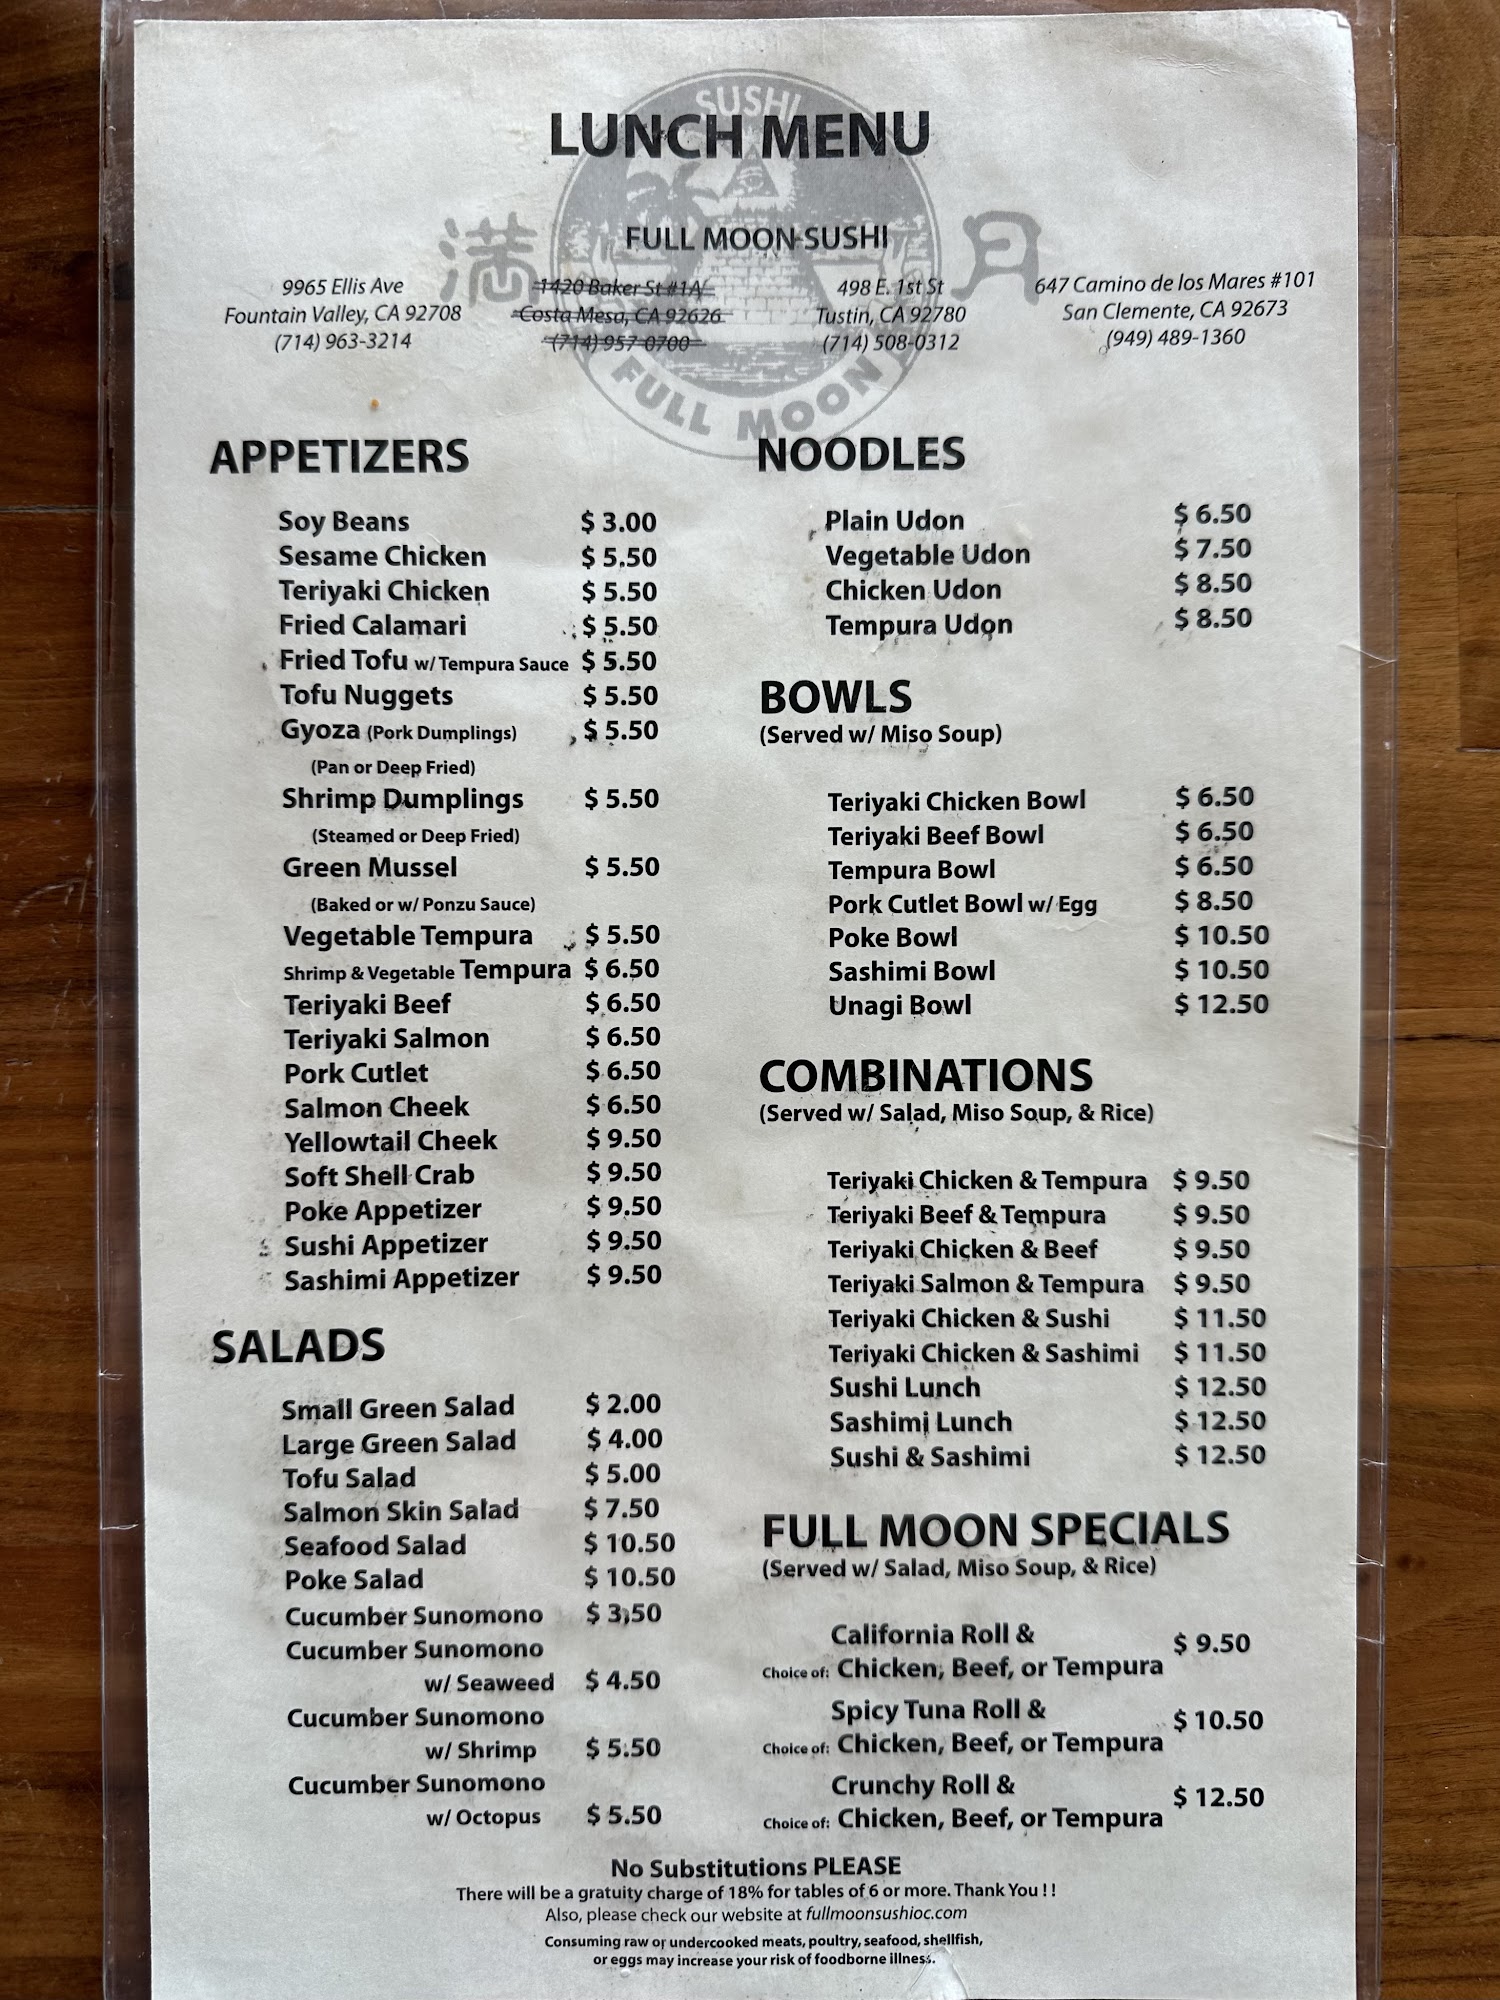 SUSHI
LUNCH MENU
満月
FULL MOON SUSHI
9965 Ellis Ave
Fountain Valley, CA 92708
(714) 963-3214
1420 Baker St #1A
Costa Mesa, CA 92626
(714) 957-0700
498 E. 1st St
Tustin, CA 92780
(714) 508-0312
647 Camino de los Mares #101
San Clemente, CA 92673
(949) 489-1360
FULL MOON
APPETIZERS
Soy Beans $ 3.00
Sesame Chicken $ 5.50
Teriyaki Chicken $ 5.50
Fried Calamari $ 5.50
Fried Tofu w/ Tempura Sauce $ 5.50
Tofu Nuggets $ 5.50
Gyoza (Pork Dumplings) $ 5.50
(Pan or Deep Fried)
Shrimp Dumplings $ 5.50
(Steamed or Deep Fried)
Green Mussel $ 5.50
(Baked or w/ Ponzu Sauce)
Vegetable Tempura $ 5.50
Shrimp & Vegetable Tempura $ 6.50
Teriyaki Beef $ 6.50
Teriyaki Salmon $ 6.50
Pork Cutlet $ 6.50
Salmon Cheek $ 6.50
Yellowtail Cheek $ 9.50
Soft Shell Crab $ 9.50
Poke Appetizer $ 9.50
Sushi Appetizer $ 9.50
Sashimi Appetizer $ 9.50
SALADS
Small Green Salad $ 2.00
Large Green Salad $ 4.00
Tofu Salad $ 5.00
Salmon Skin Salad $ 7.50
Seafood Salad $ 10.50
Poke Salad $ 10.50
Cucumber Sunomono $ 3.50
Cucumber Sunomono
w/ Seaweed $ 4.50
Cucumber Sunomono
w/ Shrimp $ 5.50
Cucumber Sunomono
w/ Octopus $ 5.50
NOODLES
Plain Udon $ 6.50
Vegetable Udon $ 7.50
Chicken Udon $ 8.50
Tempura Udon $ 8.50
BOWLS
(Served w/ Miso Soup)
Teriyaki Chicken Bowl $ 6.50
Teriyaki Beef Bowl $ 6.50
Tempura Bowl $ 6.50
Pork Cutlet Bowl w/ Egg $ 8.50
Poke Bowl $ 10.50
Sashimi Bowl $ 10.50
Unagi Bowl $ 12.50
COMBINATIONS
(Served w/ Salad, Miso Soup, & Rice)
Teriyaki Chicken & Tempura $ 9.50
Teriyaki Beef & Tempura $ 9.50
Teriyaki Chicken & Beef $ 9.50
Teriyaki Salmon & Tempura $ 9.50
Teriyaki Chicken & Sushi $ 11.50
Teriyaki Chicken & Sashimi $ 11.50
Sushi Lunch $ 12.50
Sashimi Lunch $ 12.50
Sushi & Sashimi $ 12.50
FULL MOON SPECIALS
(Served w/ Salad, Miso Soup, & Rice)
California Roll & $ 9.50
Choice of: Chicken, Beef, or Tempura
Spicy Tuna Roll & $ 10.50
Choice of: Chicken, Beef, or Tempura
Crunchy Roll & $ 12.50
Choice of: Chicken, Beef, or Tempura
No Substitutions PLEASE
There will be a gratuity charge of 18% for tables of 6 or more. Thank You ! !
Also, please check our website at fullmoonsushioc.com
Consuming raw or undercooked meats, poultry, seafood, shellfish,
or eggs may increase your risk of foodborne illness.